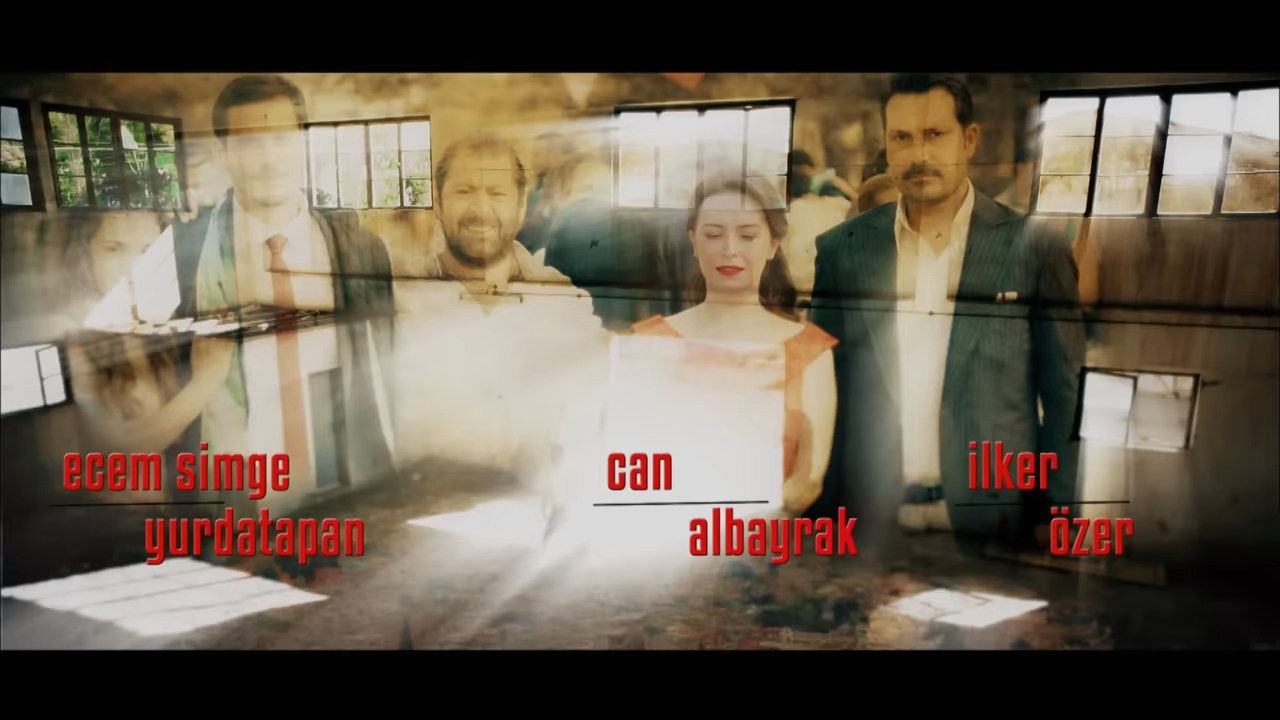 ecem simge
yurdatapan
can
albayrak
ilker
özer